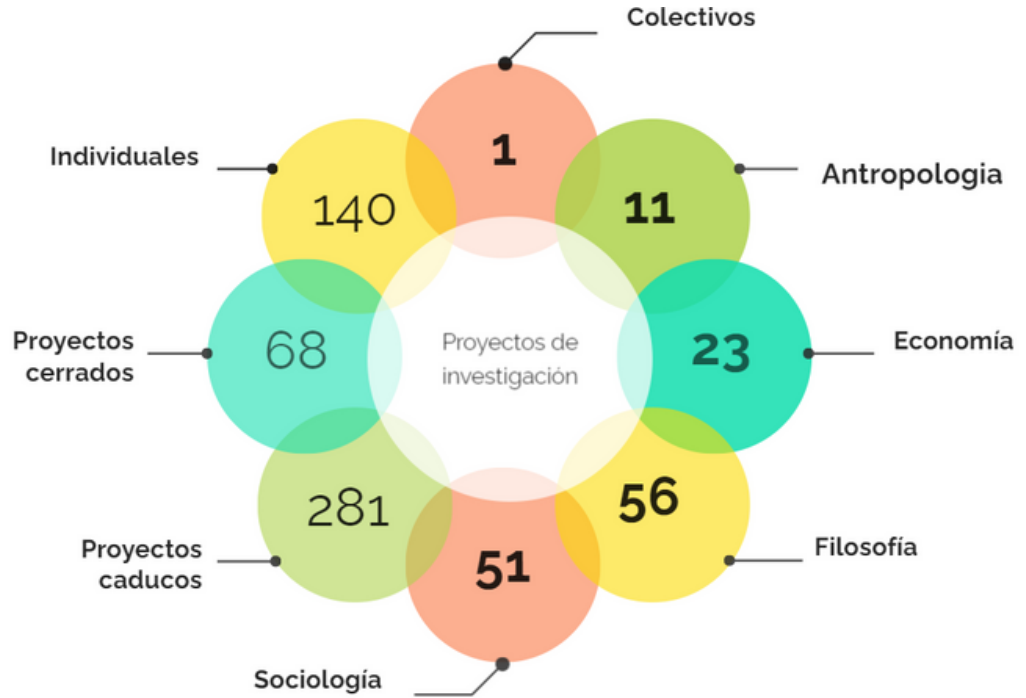 Colectivos
1
Individuales
140
11
Antropologia
Proyectos
cerrados
68
Proyectos de
investigación
23
Economía
Proyectos
caducos
281
56
Filosofía
51
Sociología